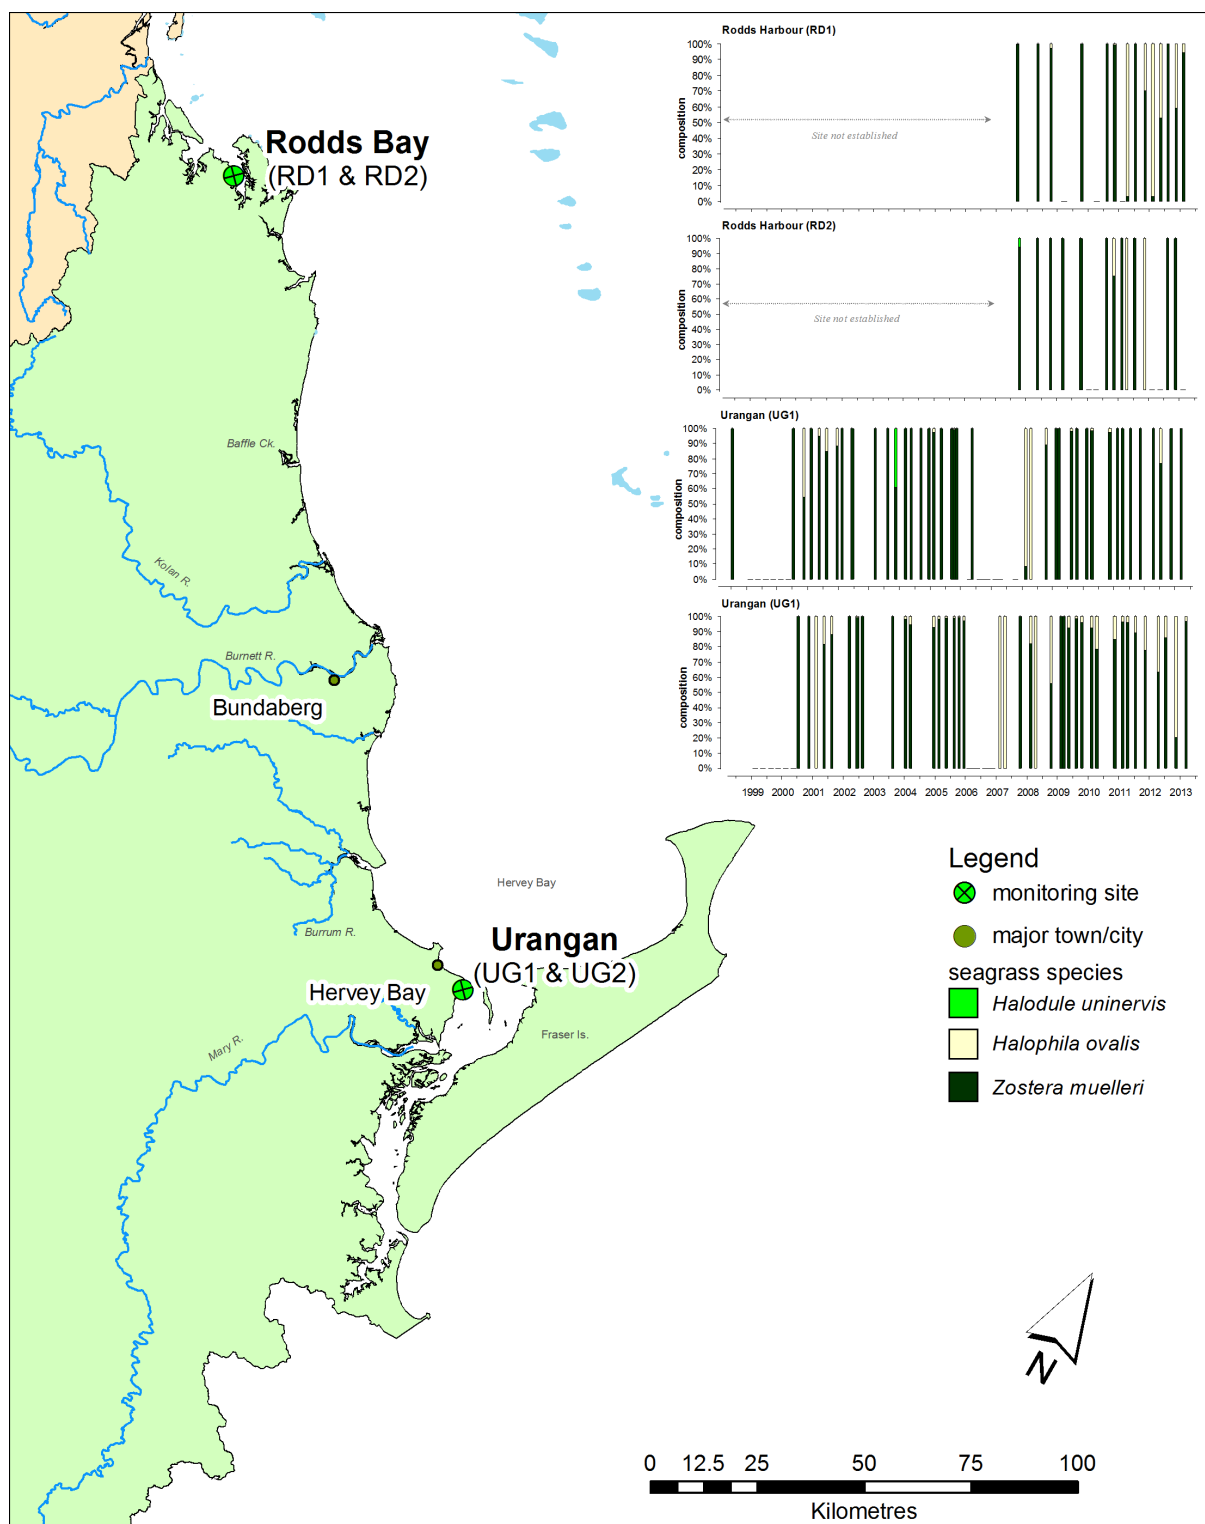 Rodds Bay
(RD1 & RD2)
Baffle Ck.
Kolan R.
Burnett R.
Bundaberg
Hervey Bay
Burrum R.
Urangan
(UG1 & UG2)
Hervey Bay
Fraser Is.
Mary R.
Rodds Harbour (RD1)
composition
100%
90%
80%
70%
60%
50%
40%
30%
20%
10%
0%
Site not established
Rodds Harbour (RD2)
composition
100%
90%
80%
70%
60%
50%
40%
30%
20%
10%
0%
Site not established
Urangan (UG1)
composition
100%
90%
80%
70%
60%
50%
40%
30%
20%
10%
0%
Urangan (UG1)
composition
100%
90%
80%
70%
60%
50%
40%
30%
20%
10%
0%
1999 2000 2001 2002 2003 2004 2005 2006 2007 2008 2009 2010 2011 2012 2013
Legend
monitoring site
major town/city
seagrass species
Halodule uninervis
Halophila ovalis
Zostera muelleri
N
0 12.5 25 50 75 100
Kilometres